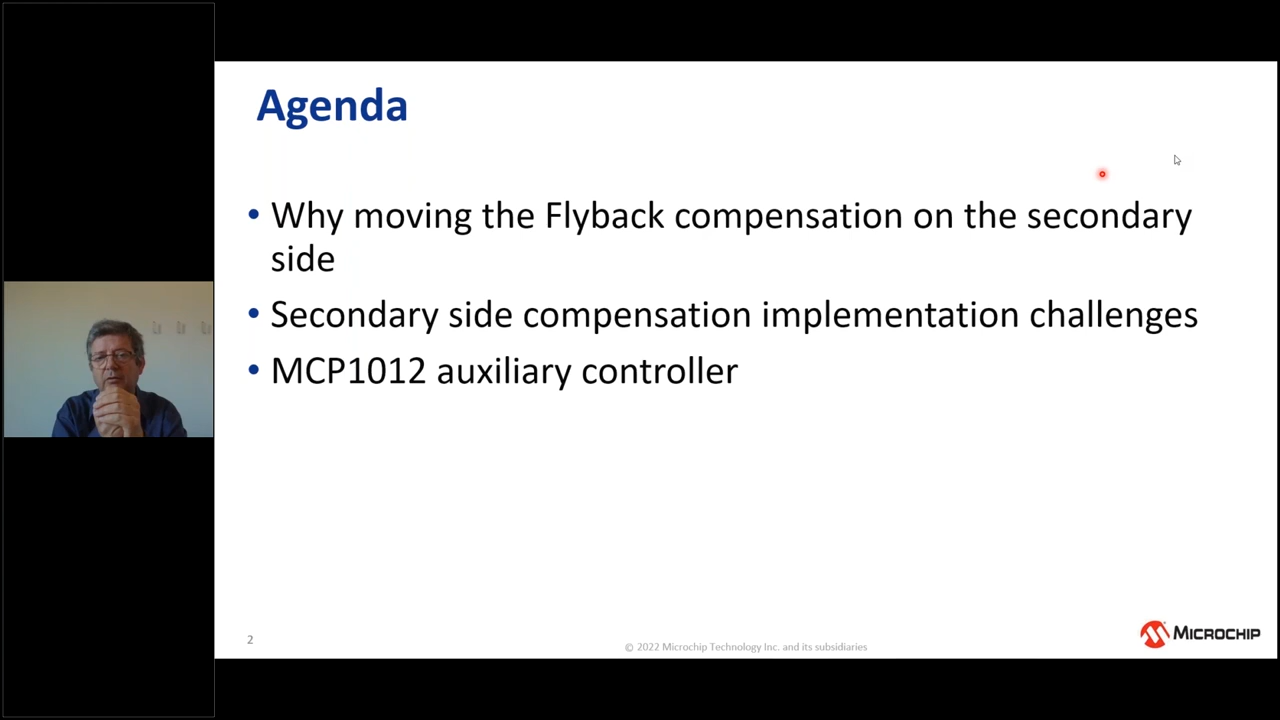 Agenda
• Why moving the Flyback compensation on the secondary
side
• Secondary side compensation implementation challenges
• MCP1012 auxiliary controller
2
© 2022 Microchip Technology Inc. and its subsidiaries
MICROCHIP